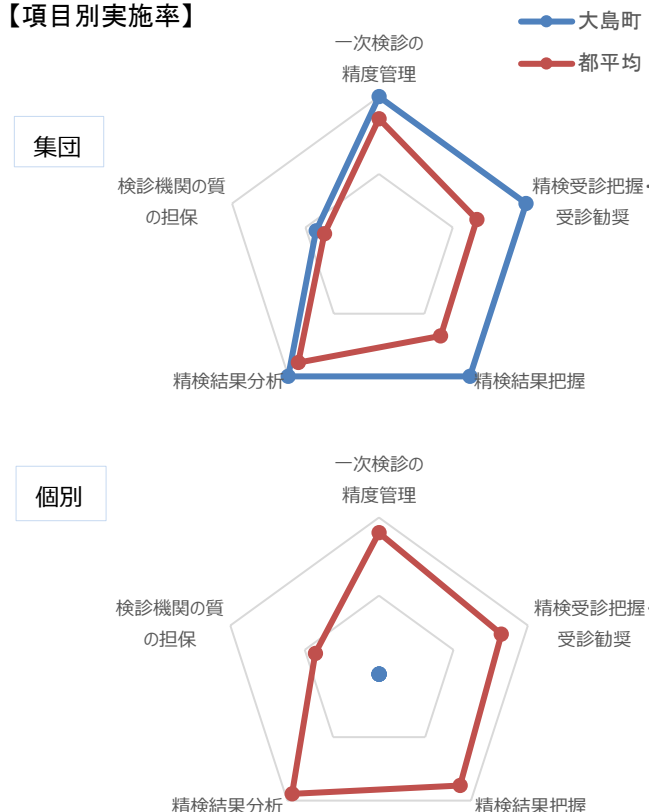 【項目別実施率】
大島町
都平均
集団
一次検診の
精度管理
精検受診把握・
受診勧奨
精検結果把握
精検結果分析
検診機関の質
の担保
個別
一次検診の
精度管理
精検受診把握・
受診勧奨
精検結果把握
精検結果分析
検診機関の質
の担保